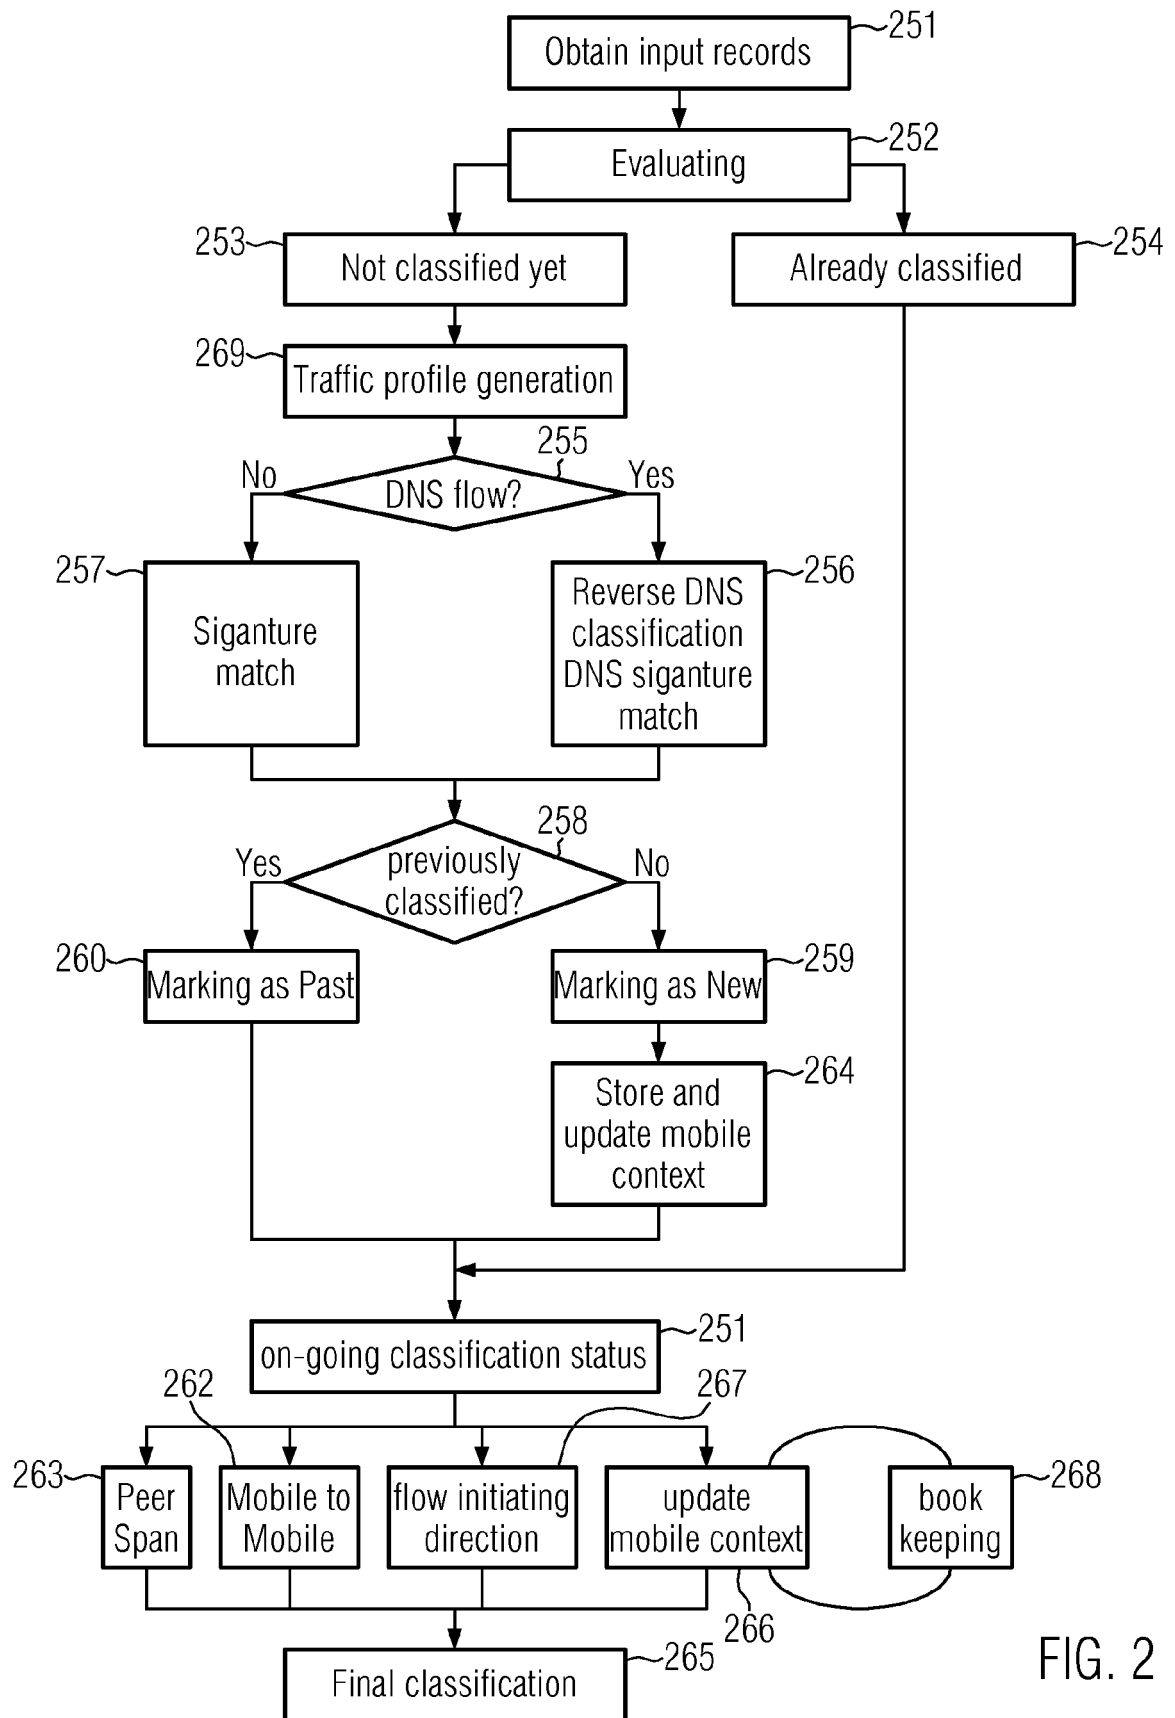 251
Obtain input records
252
Evaluating
253
Not classified yet
254
Already classified
269
Traffic profile generation
255
No
DNS flow?
Yes
257
Siganture
match
256
Reverse DNS
classification
DNS siganture
match
258
Yes
previously
classified?
No
260
Marking as Past
259
Marking as New
264
Store and
update mobile
context
251
on-going classification status
262
267
263
Peer
Span
Mobile to
Mobile
flow initiating
direction
update
mobile context
266
book
keeping
268
265
Final classification
FIG. 2